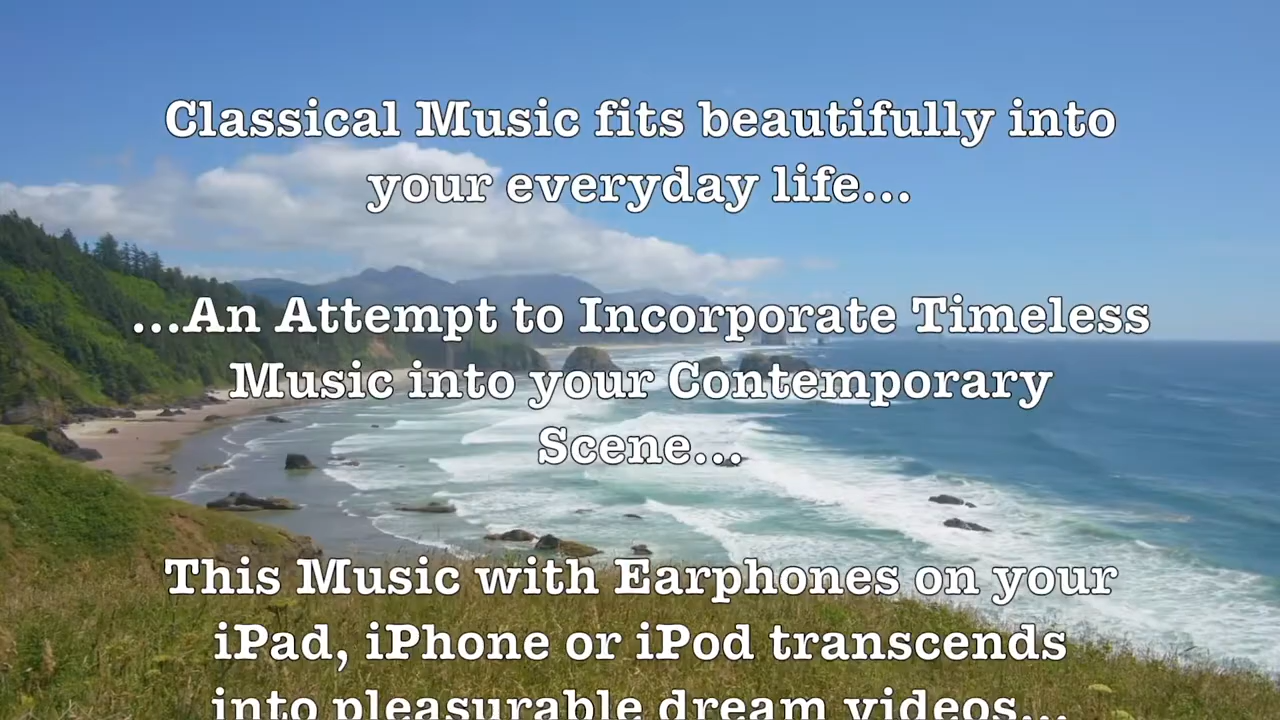 Classical Music fits beautifully into
your everyday life...
...An Attempt to Incorporate Timeless
Music into your Contemporary
Scene...
This Music with Earphones on your
iPad, iPhone or iPod transcends
into pleasurable dream videos...